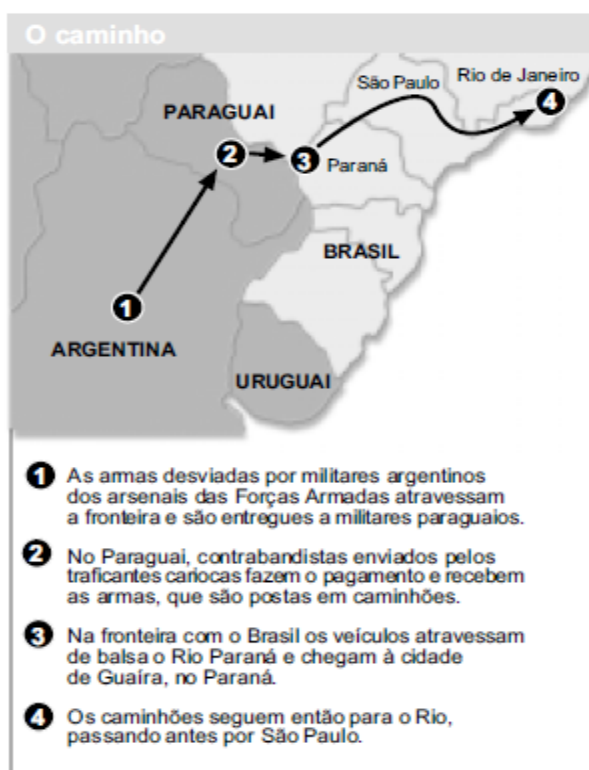 O caminho
São Paulo
Rio de Janeiro
PARAGUAI
4
2
3
Paraná
BRASIL
1
ARGENTINA
URUGUAI
1 As armas desviadas por militares argentinos
dos arsenais das Forças Armadas atravessam
a fronteira e são entregues a militares paraguaios.
2 No Paraguai, contrabandistas enviados pelos
traficantes cariocas fazem o pagamento e recebem
as armas, que são postas em caminhões.
3 Na fronteira com o Brasil os veículos atravessam
de balsa o Rio Paraná e chegam à cidade
de Guaíra, no Paraná.
4 Os caminhões seguem então para o Rio,
passando antes por São Paulo.